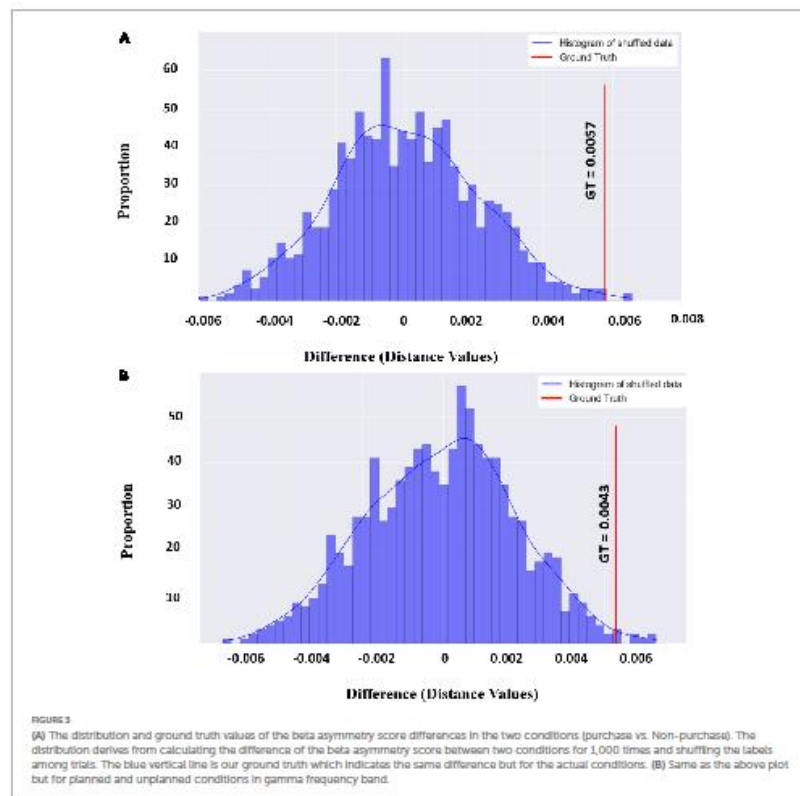 A
Histogram of shuffled data
Ground Truth
60
50
40
30
20
10
Proportion
GT = 0.0057
-0.006
-0.004
-0.002
0
0.002
0.004
0.006
0.008
Difference (Distance Values)
B
Histogram of shuffled data
Ground Truth
50
40
30
20
10
Proportion
GT = 0.0043
-0.006
-0.004
-0.002
0
0.002
0.004
0.006
Difference (Distance Values)
FIGURE 5
(A) The distribution and ground truth values of the beta asymmetry score differences in the two conditions (purchase vs. Non-purchase). The
distribution derives from calculating the difference of the beta asymmetry score between two conditions for 1,000 times and shuffling the labels
among trials. The blue vertical line is our ground truth which indicates the same difference but for the actual conditions. (B) Same as the above plot
but for planned and unplanned conditions in gamma frequency band.